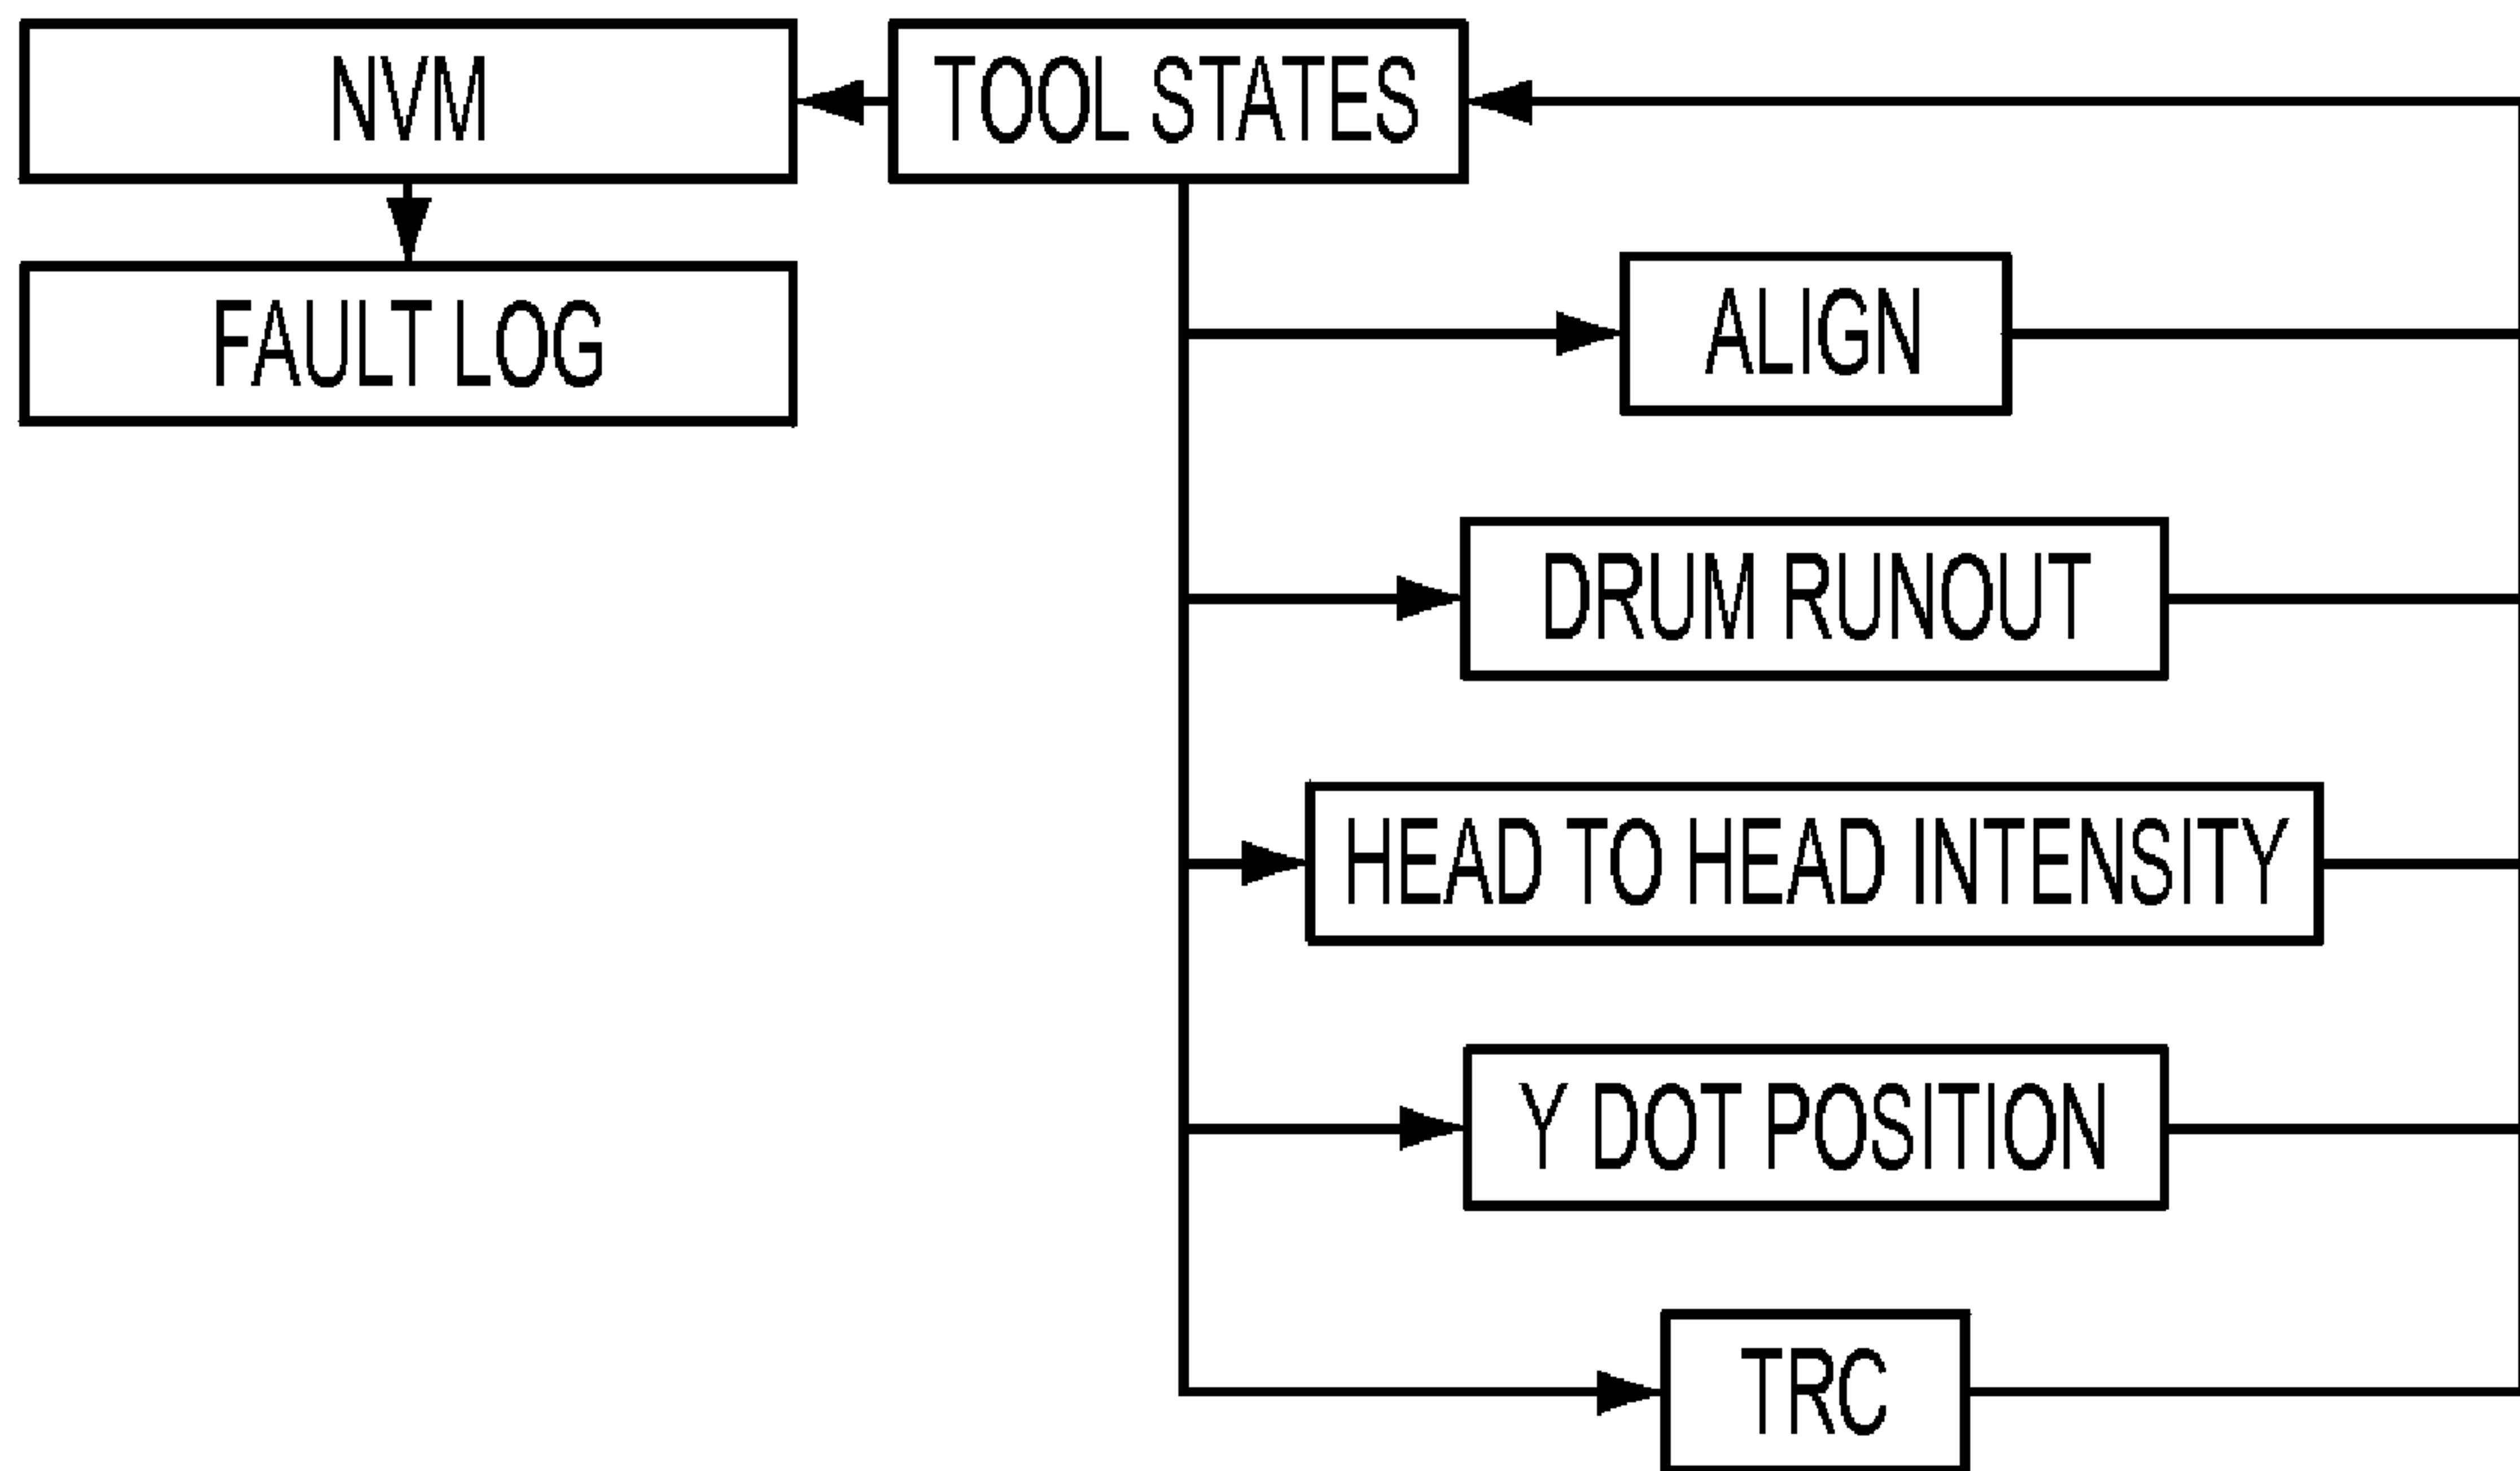 NVM
TOOL STATES
FAULT LOG
ALIGN
DRUM RUNOUT
HEAD TO HEAD INTENSITY
Y DOT POSITION
TRC